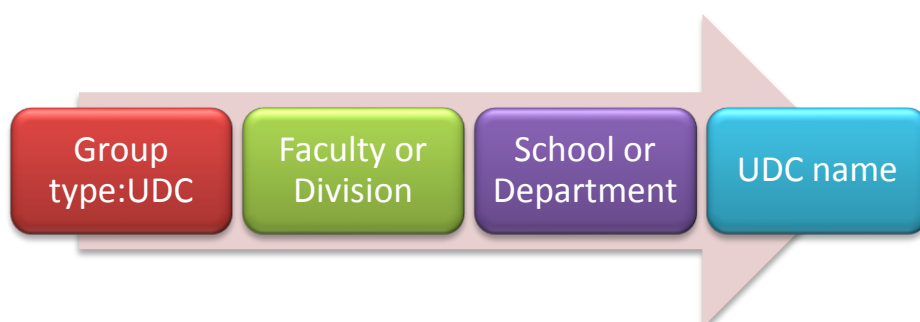 Group
type:UDC
Faculty or
Division
School or
Department
UDC name